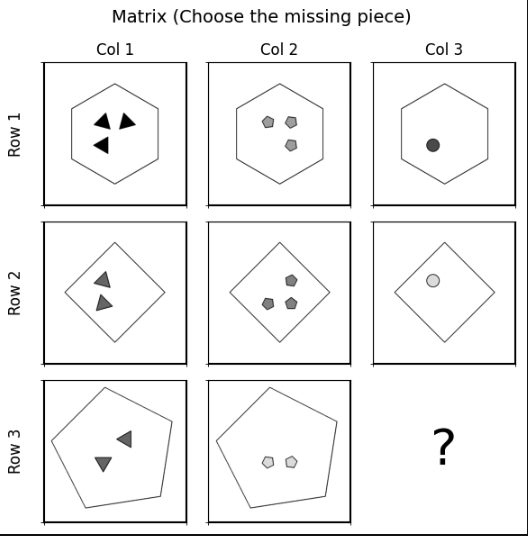 Matrix (Choose the missing piece)
Col 1 Col 2 Col 3
Row 1
Row 2
Row 3
?